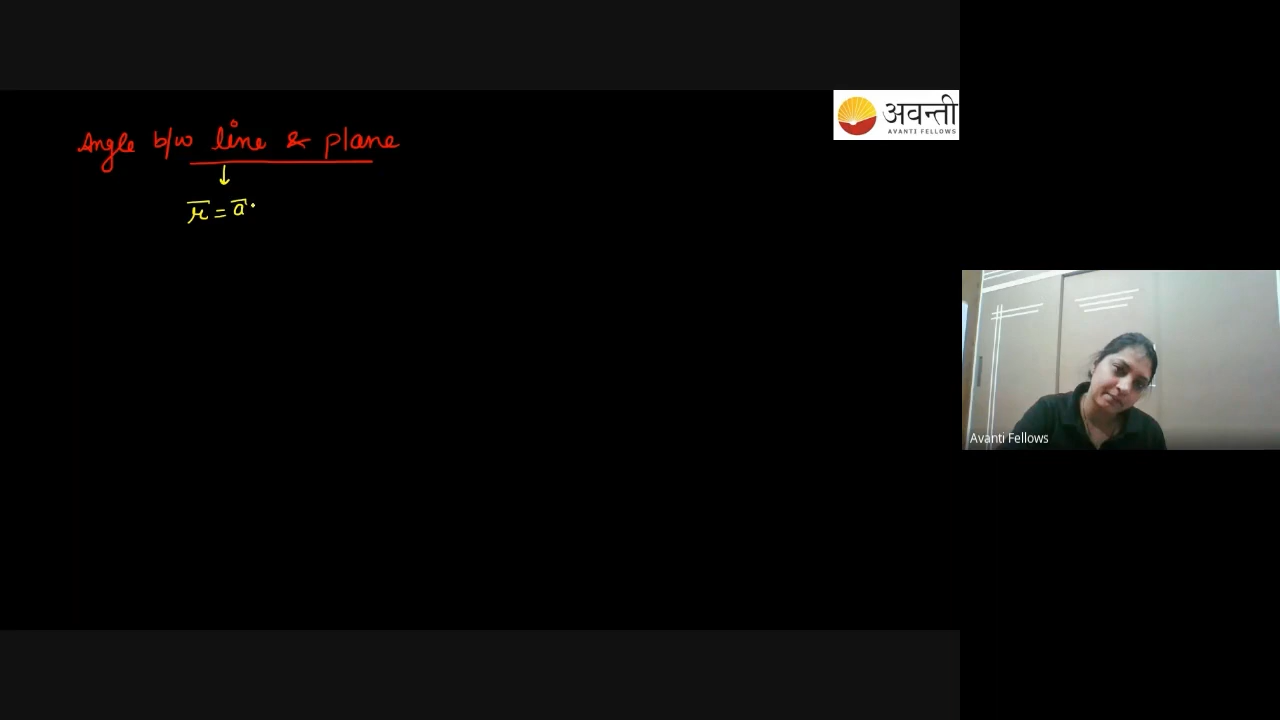 Angle b/w line & plane
↓
r̅ = a̅
अवन्ती
AVANTI FELLOWS
Avanti Fellows